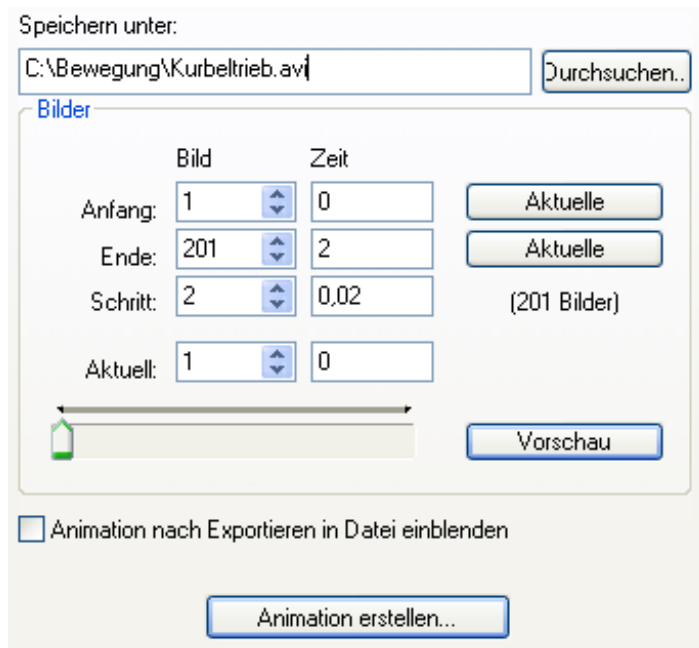 Speichern unter:
C:\Bewegung\Kurbeltrieb.avi Durchsuchen..
Bilder
Bild Zeit
Anfang: 1 0 Aktuelle
Ende: 201 2 Aktuelle
Schritt: 2 0,02 (201 Bilder)
Aktuell: 1 0
Vorschau
Animation nach Exportieren in Datei einblenden
Animation erstellen...